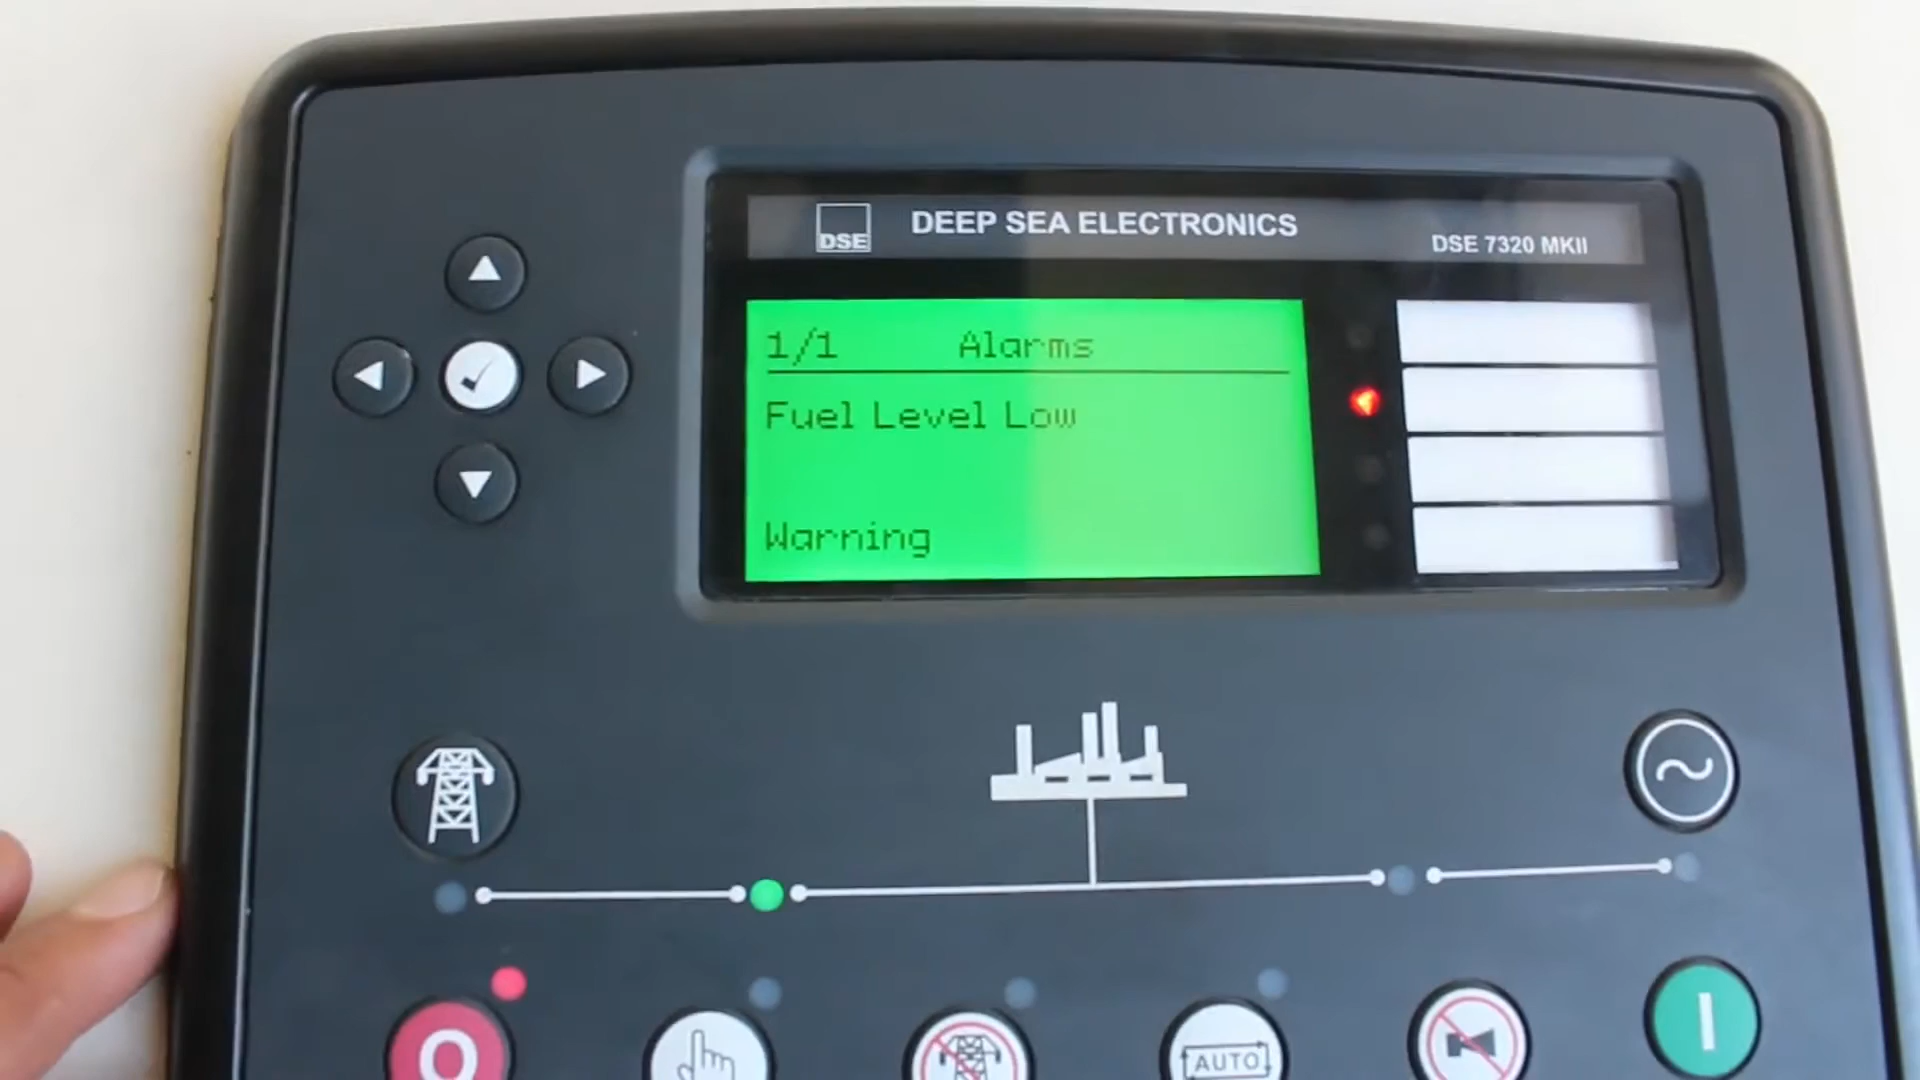 DSE DEEP SEA ELECTRONICS
DSE 7320 MKII
1/1 Alarms
Fuel Level Low
Warning
O
AUTO
I